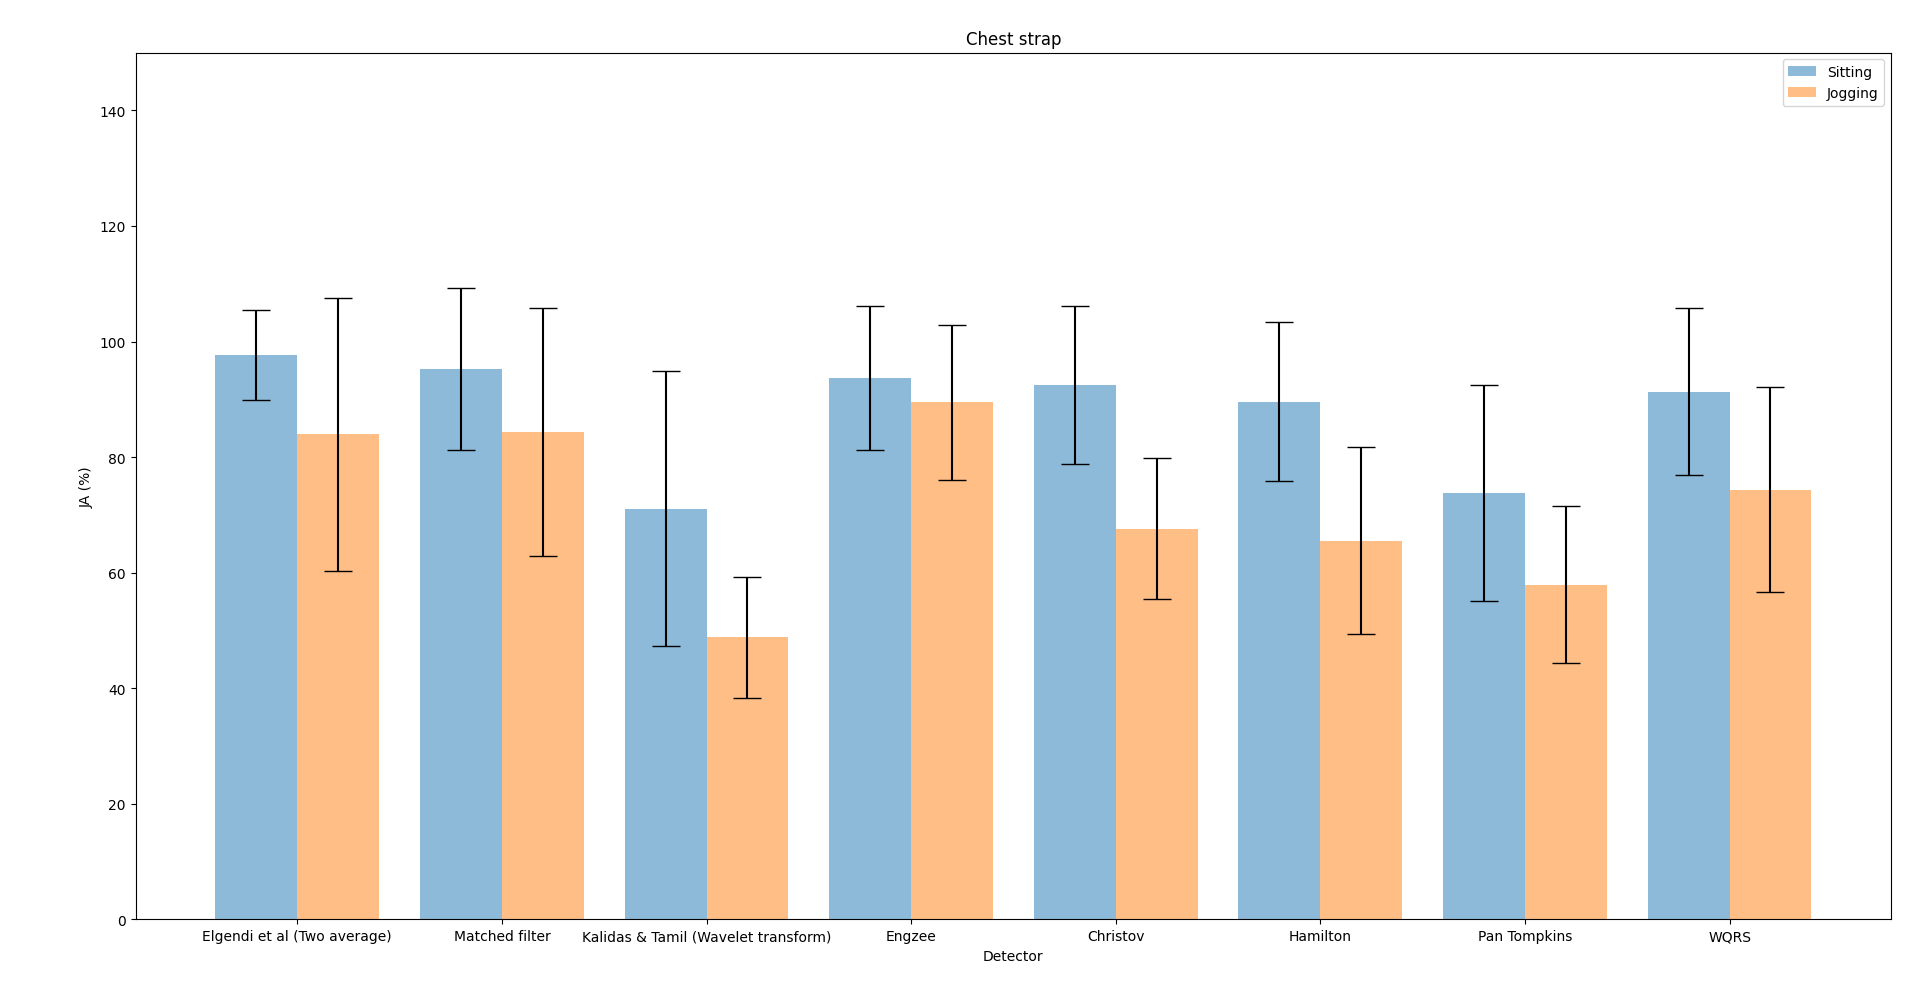 Chest strap
Sitting
Jogging
JA (%)
140
120
100
80
60
40
20
0
Elgendi et al (Two average)
Matched filter
Kalidas & Tamil (Wavelet transform)
Engzee
Christov
Hamilton
Pan Tompkins
WQRS
Detector